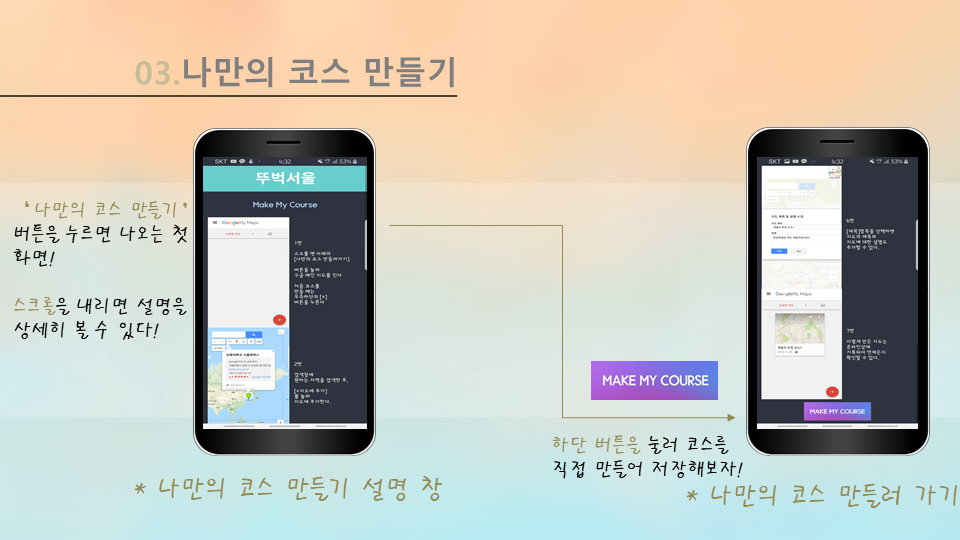 03.나만의 코스 만들기
'나만의 코스 만들기'
버튼을 누르면 나오는 첫
화면!
스크롤을 내리면 설명을
상세히 볼 수 있다!
SKT 4:32 53%
뚜벅서울
Make My Course
Google My Maps
1번
스크롤 맨 아래의
[나만의 코스 만들러가기]
버튼을 눌러
구글 메인 지도를 킨다
처음 코스를
만들 때는
우측하단의 [+]
버튼을 누른다
2번
검색창에
원하는 지역을 검색한 후,
[+지도에 추가]
를 눌러
지도에 추가한다.
* 나만의 코스 만들기 설명 창
MAKE MY COURSE
하단 버튼을 눌러 코스를
직접 만들어 저장해보자!
SKT 4:32 53%
6번
[제목]항목을 선택하면
지도의 제목과
지도에 대한 설명도
추가할 수 있다.
Google My Maps
7번
이렇게 만든 지도는
온라인상에
기록되어 언제든지
확인할 수 있다.
MAKE MY COURSE
* 나만의 코스 만들러 가기